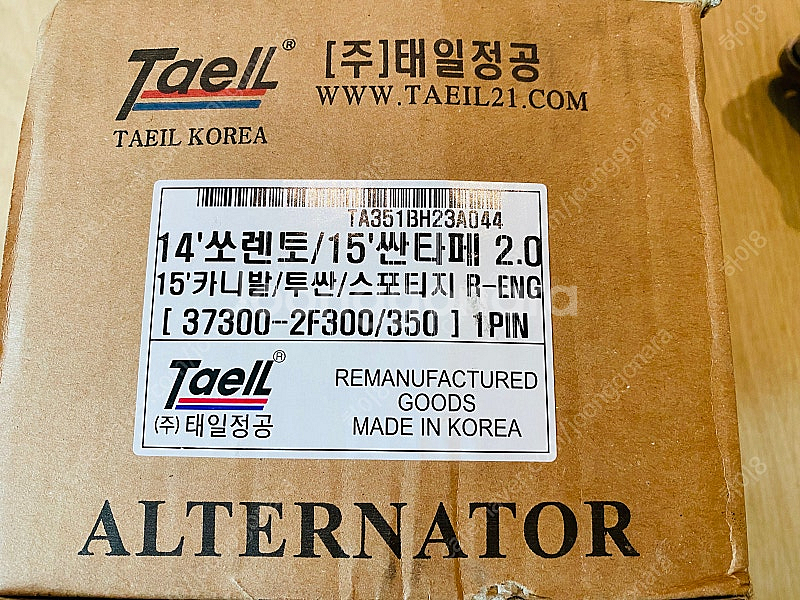 Taeil® [주]태일정공
WWW.TAEIL21.COM
TAEIL KOREA
TA351BH23A044
14'쏘렌토/15'싼타페 2.0
15'카니발/투싼/스포티지 R-ENG
[ 37300-2F300/350 ] 1PIN
Taeil®
(주)태일정공
REMANUFACTURED
GOODS
MADE IN KOREA
ALTERNATOR